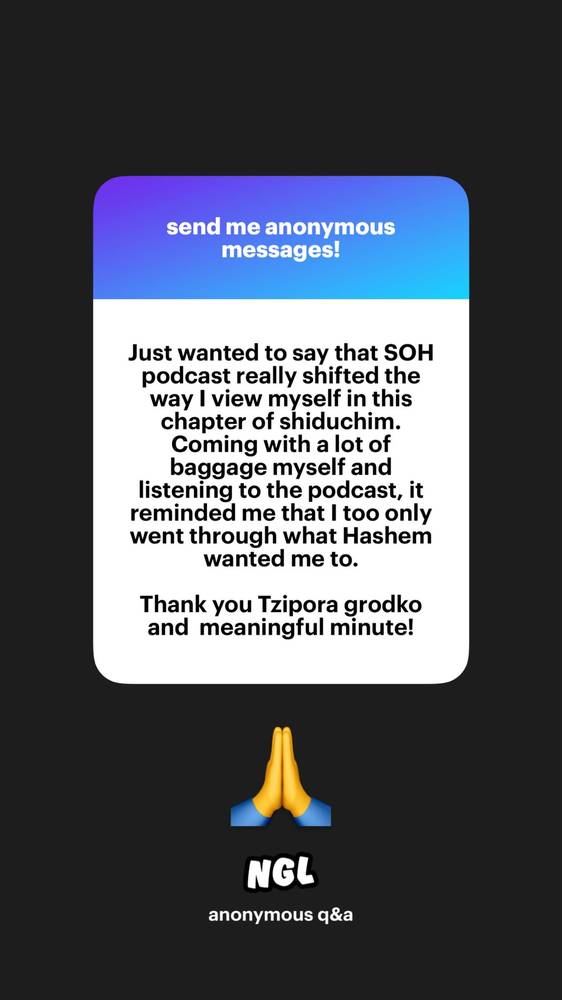 send me anonymous
messages!
Just wanted to say that SOH
podcast really shifted the
way I view myself in this
chapter of shiduchim.
Coming with a lot of
baggage myself and
listening to the podcast, it
reminded me that I too only
went through what Hashem
wanted me to.
Thank you Tzipora grodko
and  meaningful minute!
NGL
anonymous q&a